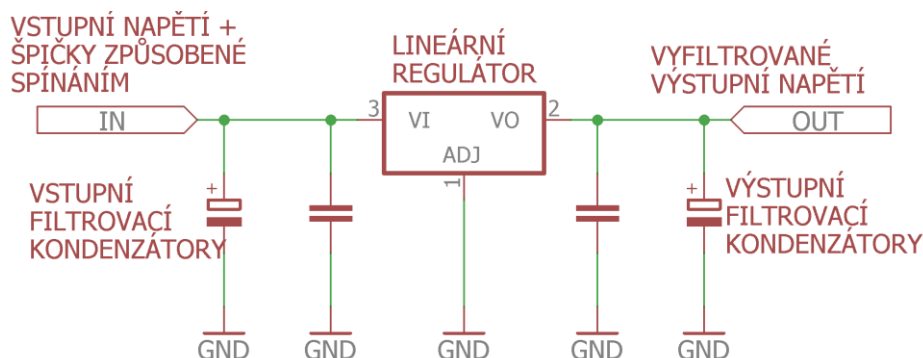 VSTUPNÍ NAPĚTÍ +
ŠPIČKY ZPŮSOBENÉ
SPÍNÁNÍM
IN
LINEÁRNÍ
REGULÁTOR
3
VI
VO
2
ADJ
1
VYFILTROVANÉ
VÝSTUPNÍ NAPĚTÍ
OUT
+
VSTUPNÍ
FILTROVACÍ
KONDENZÁTORY
+
VÝSTUPNÍ
FILTROVACÍ
KONDENZÁTORY
GND
GND
GND
GND
GND